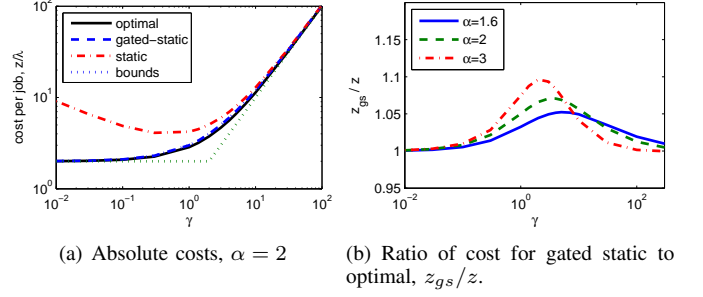 optimal
gated-static
static
bounds
cost per job, z/λ
10²
10¹
10⁰
10⁻² 10⁻¹ 10⁰ 10¹ 10²
γ
(a) Absolute costs, α = 2
α=1.6
α=2
α=3
z_gs / z
1.2
1.15
1.1
1.05
1
0.95
10⁻² 10⁰ 10²
γ
(b) Ratio of cost for gated static to
optimal, z_gs/z.